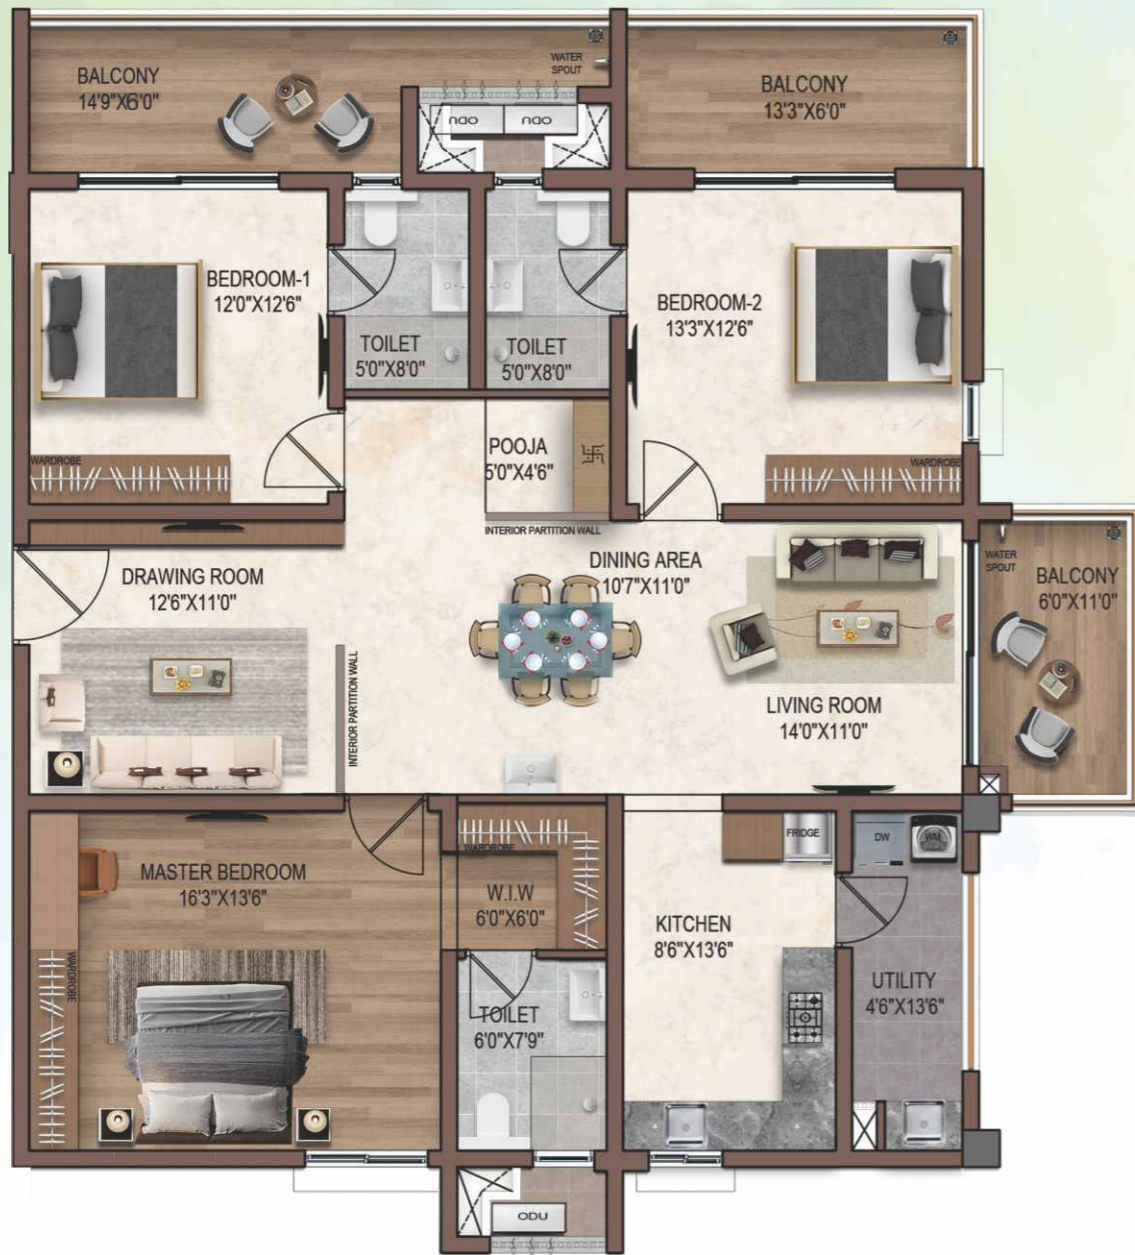 BALCONY
14'9"X6'0"
WATER
SPOUT
BALCONY
13'3"X6'0"
ODU
ODU
BEDROOM-1
12'0"X12'6"
TOILET
5'0"X8'0"
TOILET
5'0"X8'0"
BEDROOM-2
13'3"X12'6"
WARDROBE
POOJA
5'0"X4'6"
WARDROBE
INTERIOR PARTITION WALL
DRAWING ROOM
12'6"X11'0"
DINING AREA
10'7"X11'0"
WATER
SPOUT
BALCONY
6'0"X11'0"
INTERIOR PARTITION WALL
LIVING ROOM
14'0"X11'0"
MASTER BEDROOM
16'3"X13'6"
WARDROBE
WARDROBE
W.I.W
6'0"X6'0"
FRIDGE
DW
WM
KITCHEN
8'6"X13'6"
UTILITY
4'6"X13'6"
TOILET
6'0"X7'9"
ODU